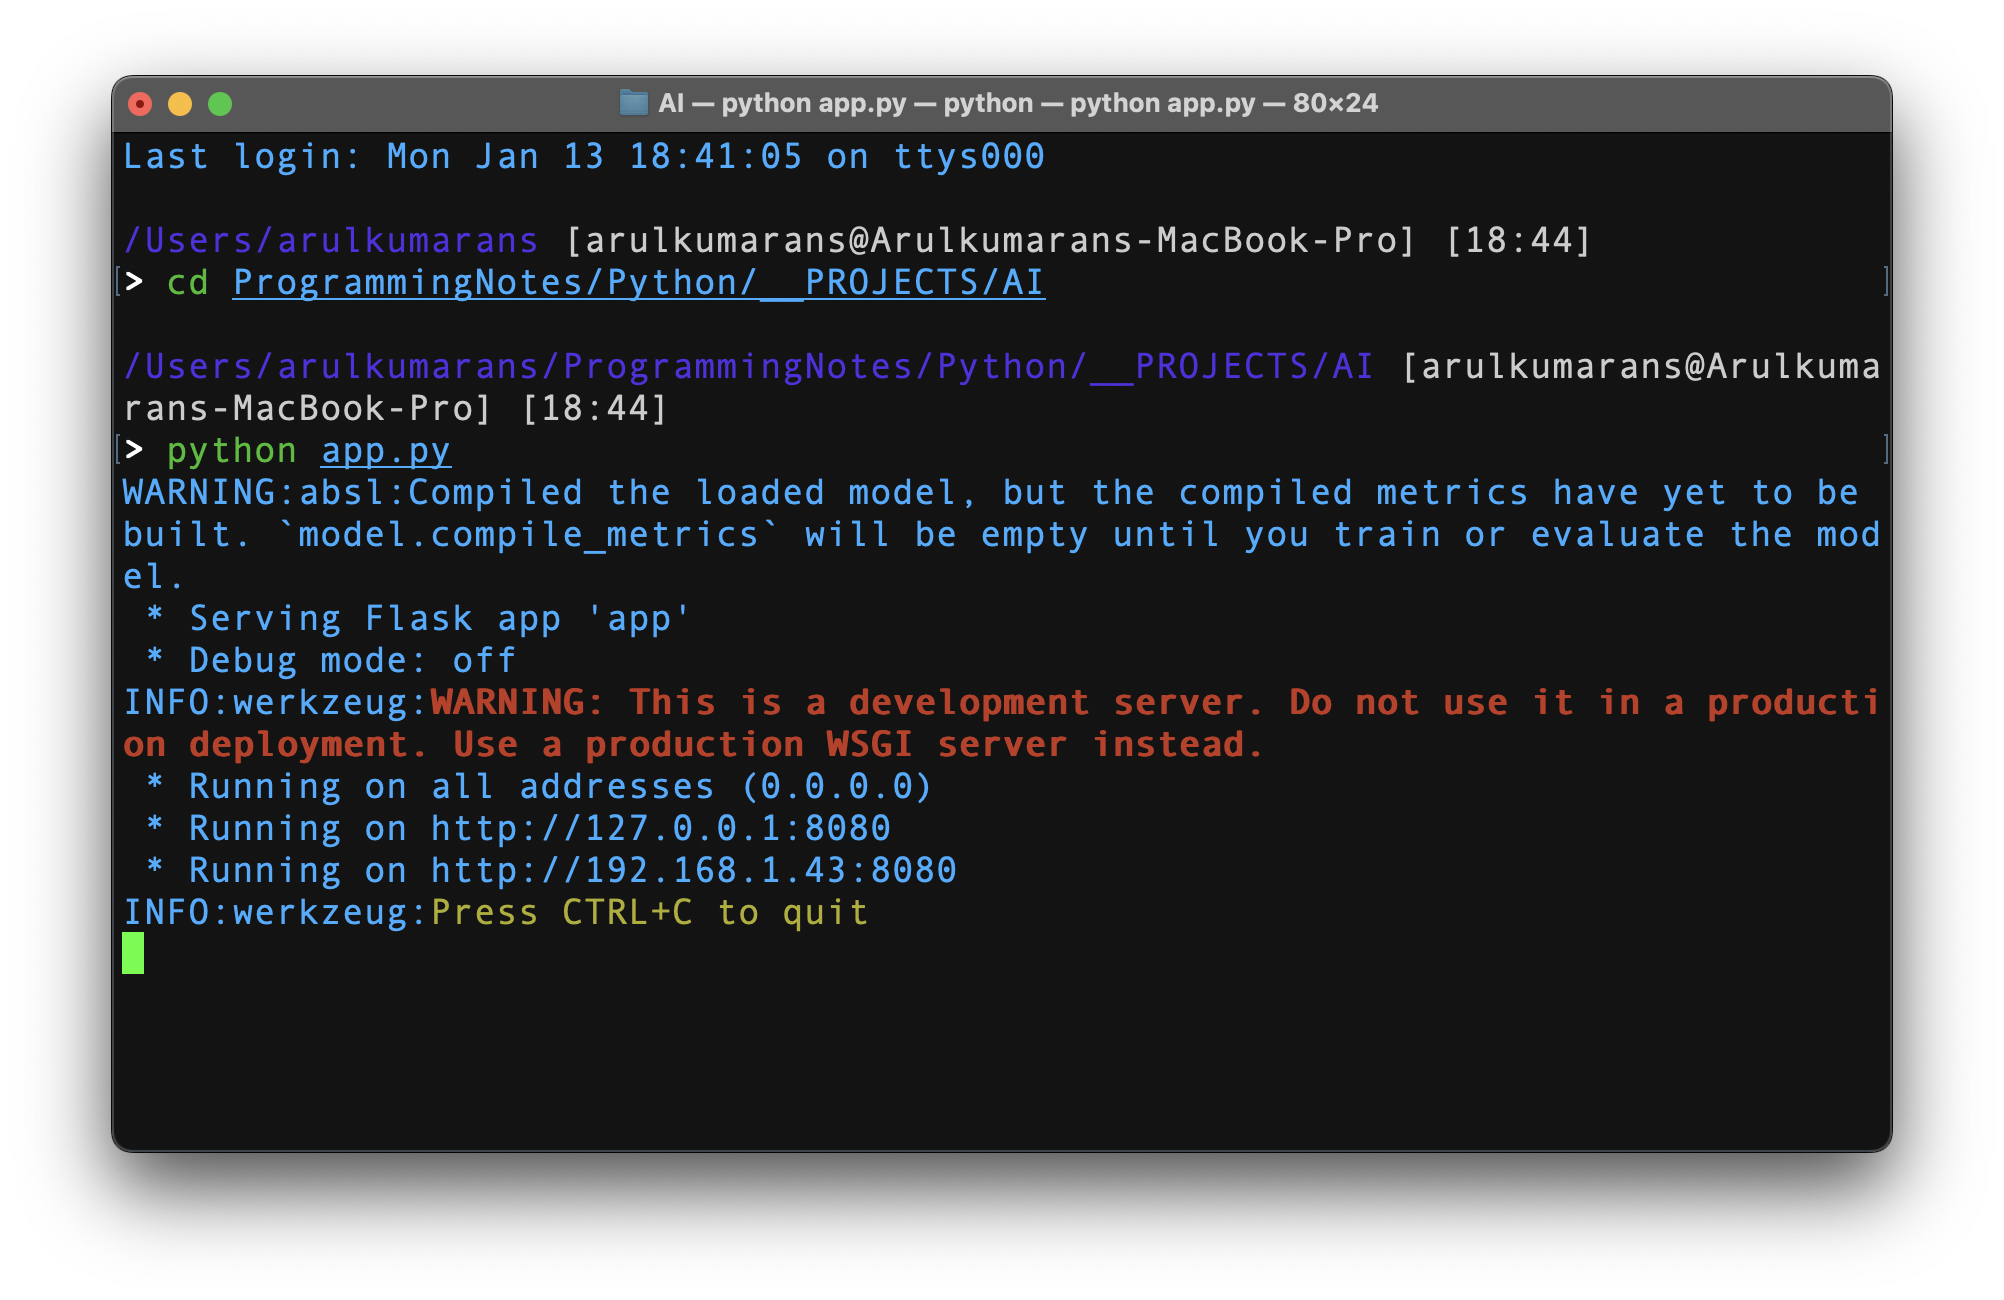 AI — python app.py — python — python app.py — 80×24
Last login: Mon Jan 13 18:41:05 on ttys000
/Users/arulkumarans [arulkumarans@Arulkumarans-MacBook-Pro] [18:44]
[> cd ProgrammingNotes/Python/__PROJECTS/AI ]
/Users/arulkumarans/ProgrammingNotes/Python/__PROJECTS/AI [arulkumarans@Arulkuma
rans-MacBook-Pro] [18:44]
[> python app.py ]
WARNING:absl:Compiled the loaded model, but the compiled metrics have yet to be
built. `model.compile_metrics` will be empty until you train or evaluate the mod
el.
 * Serving Flask app 'app'
 * Debug mode: off
INFO:werkzeug:WARNING: This is a development server. Do not use it in a producti
on deployment. Use a production WSGI server instead.
 * Running on all addresses (0.0.0.0)
 * Running on http://127.0.0.1:8080
 * Running on http://192.168.1.43:8080
INFO:werkzeug:Press CTRL+C to quit